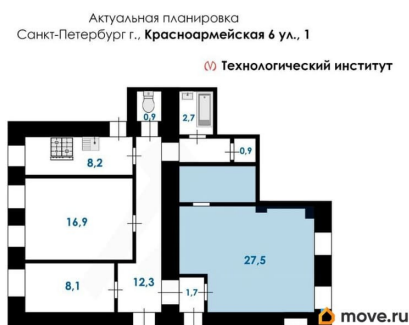 Актуальная планировка
Санкт-Петербург г., Красноармейская 6 ул., 1
Технологический институт
0,9
2,7
0,9
8,2
16,9
27,5
8,1
12,3
1,7
move.ru